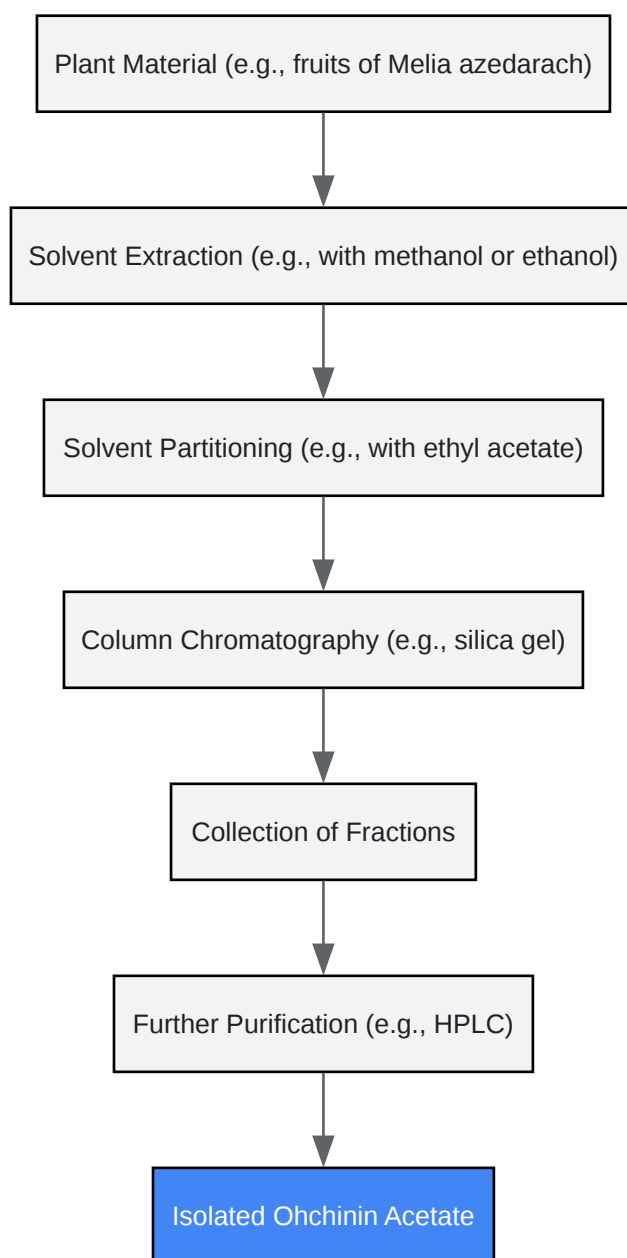 Plant Material (e.g., fruits of Melia azedarach)
Solvent Extraction (e.g., with methanol or ethanol)
Solvent Partitioning (e.g., with ethyl acetate)
Column Chromatography (e.g., silica gel)
Collection of Fractions
Further Purification (e.g., HPLC)
Isolated Ohchinin Acetate